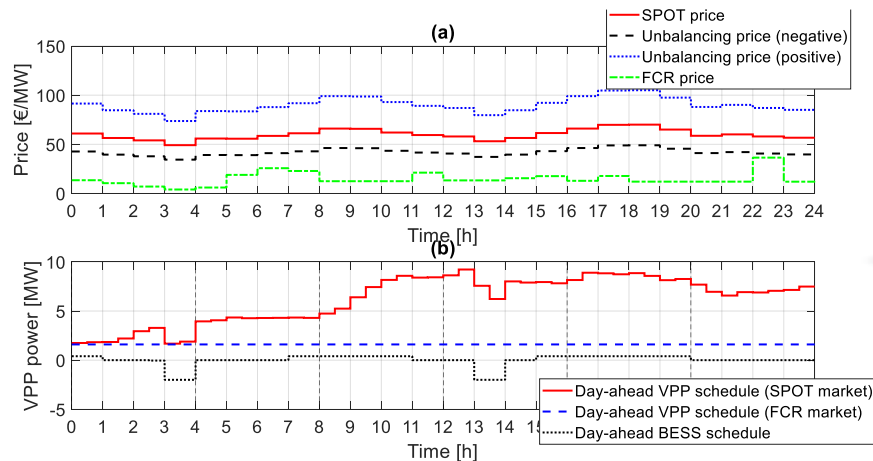 (a)
SPOT price
Unbalancing price (negative)
Unbalancing price (positive)
FCR price
Price [€/MW]
150
100
50
0
0 1 2 3 4 5 6 7 8 9 10 11 12 13 14 15 16 17 18 19 20 21 22 23 24
Time [h]
(b)
VPP power [MW]
10
5
0
-5
Day-ahead VPP schedule (SPOT market)
Day-ahead VPP schedule (FCR market)
Day-ahead BESS schedule
0 1 2 3 4 5 6 7 8 9 10 11 12 13 14 15
Time [h]